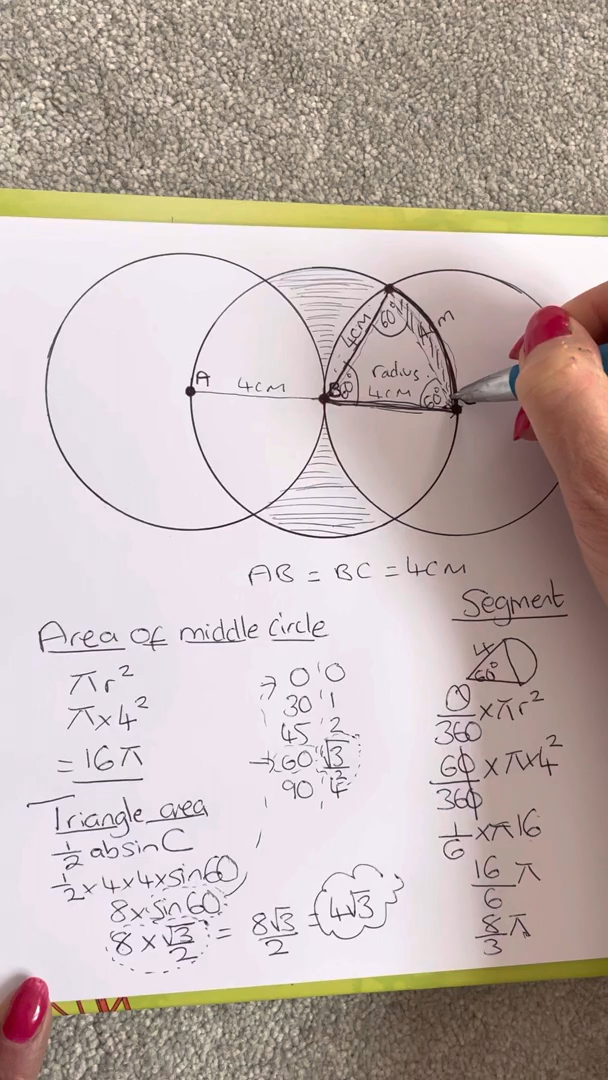 A
4cm
4cm
60°
m
B
60°
radius
4cm
60°
AB = BC = 4cm
Area of middle circle
πr²
π×4²
= 16π
→ 0 0
30 1
45 2
→ 60 √3
90 4 2
Triangle area
½ absinC
½ × 4 × 4 × sin60
8 × sin60
8 × √3/2 = 8√3/2 = 4√3
Segment
4
60°
θ/360 × πr²
60/360 × π×4²
1/6 × π16
16/6 π
8/3 π